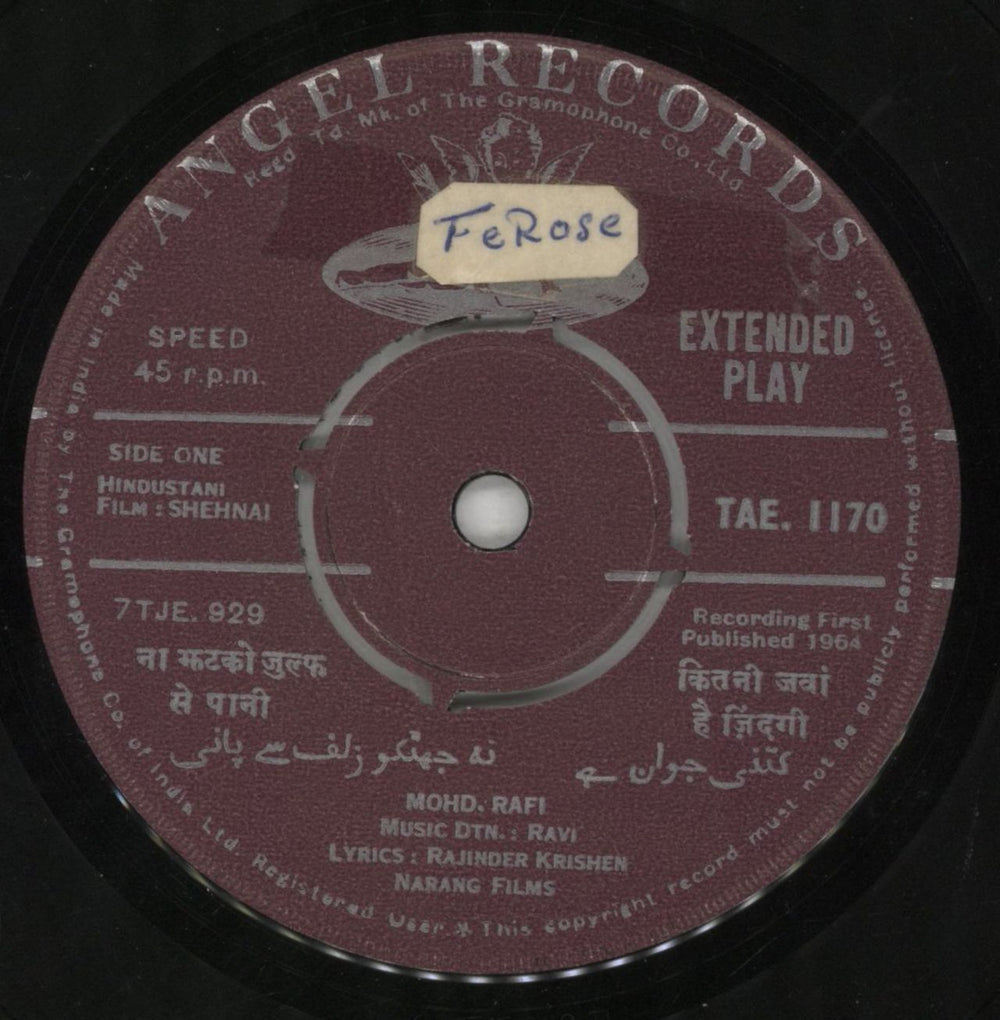 ANGEL RECORDS
Regd Td. Mk. of The Gramophone Co., Ltd
FeRose
SPEED
45 r.p.m.
EXTENDED
PLAY
SIDE ONE
HINDUSTANI
FILM : SHEHNAI
TAE. 1170
7TJE. 929
Recording First
Published 1964
ना झटको जुल्फ
से पानी
कितनी जवां
है ज़िंदगी
نہ جھٹکو زلف سے پانی
کتنی جوان ہے
MOHD. RAFI
MUSIC DTN. : RAVI
LYRICS : RAJINDER KRISHEN
NARANG FILMS
Made in India by The Gramophone Co. of India Ltd. Registered User * This copyright record must not be publicly performed without licence.